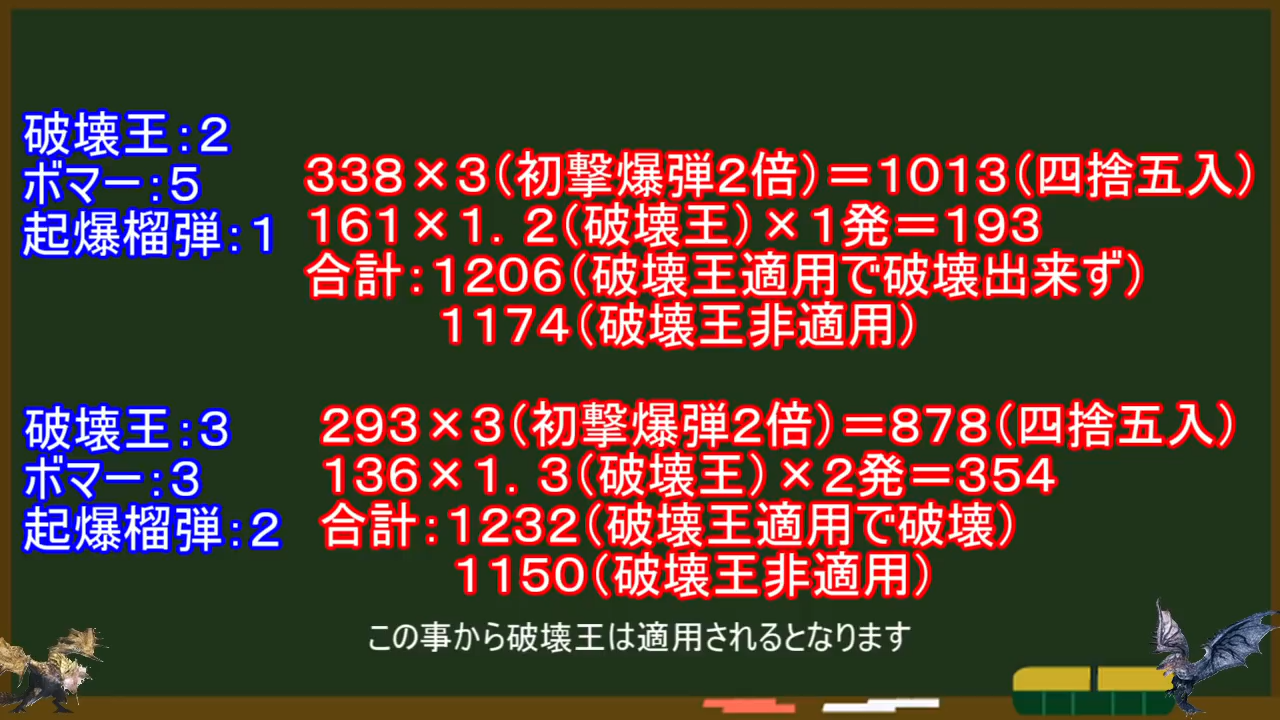 破壊王：２
ボマー：５
起爆榴弾：１
３３８×３（初撃爆弾２倍）＝１０１３（四捨五入）
１６１×１．２（破壊王）×１発＝１９３
合計：１２０６（破壊王適用で破壊出来ず）
１１７４（破壊王非適用）
破壊王：３
ボマー：３
起爆榴弾：２
２９３×３（初撃爆弾２倍）＝８７８（四捨五入）
１３６×１．３（破壊王）×２発＝３５４
合計：１２３２（破壊王適用で破壊）
１１５０（破壊王非適用）
この事から破壊王は適用されるとなります